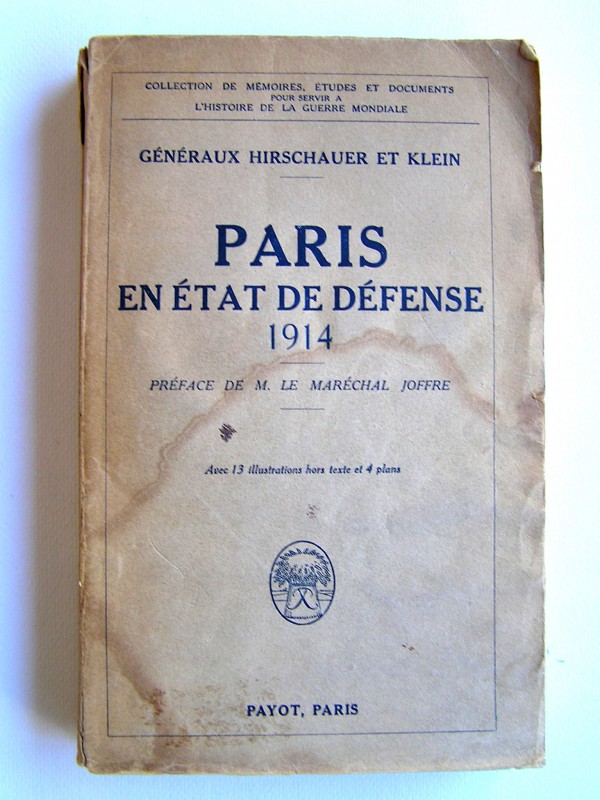 COLLECTION DE MÉMOIRES, ÉTUDES ET DOCUMENTS
POUR SERVIR A
L'HISTOIRE DE LA GUERRE MONDIALE
GÉNÉRAUX HIRSCHAUER ET KLEIN
PARIS
EN ÉTAT DE DÉFENSE
1914
PRÉFACE DE M. LE MARÉCHAL JOFFRE
Avec 13 illustrations hors texte et 4 plans
PAYOT, PARIS